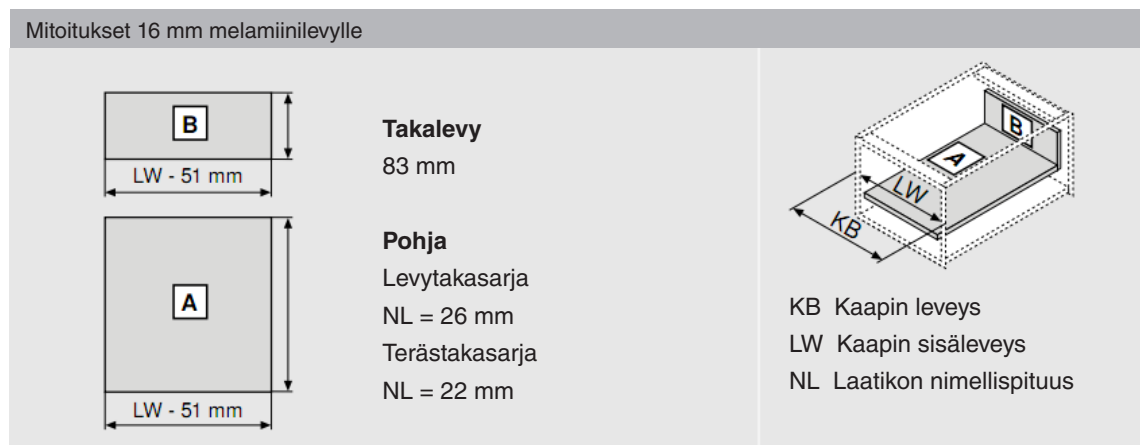 Mitoitukset 16 mm melamiinilevylle
B
LW - 51 mm
Takalevy
83 mm
A
LW - 51 mm
Pohja
Levytakasarja
NL = 26 mm
Terästakasarja
NL = 22 mm
B
A
LW
KB
KB Kaapin leveys
LW Kaapin sisäleveys
NL Laatikon nimellispituus